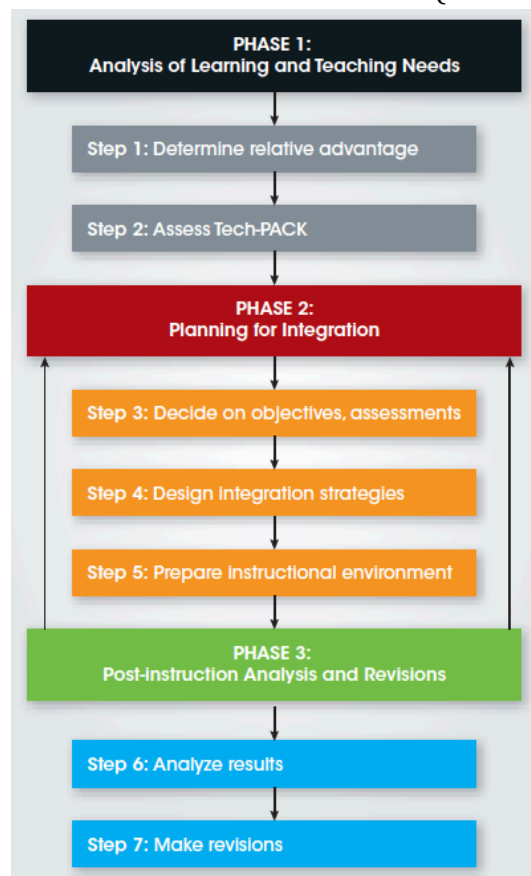 PHASE 1:
Analysis of Learning and Teaching Needs
Step 1: Determine relative advantage
Step 2: Assess Tech-PACK
PHASE 2:
Planning for Integration
Step 3: Decide on objectives, assessments
Step 4: Design integration strategies
Step 5: Prepare instructional environment
PHASE 3:
Post-instruction Analysis and Revisions
Step 6: Analyze results
Step 7: Make revisions